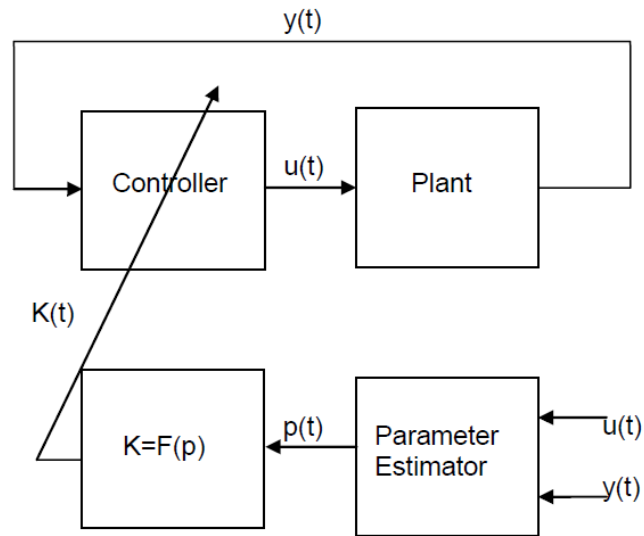 y(t)
Controller
u(t)
Plant
K(t)
K=F(p)
p(t)
Parameter
Estimator
u(t)
y(t)